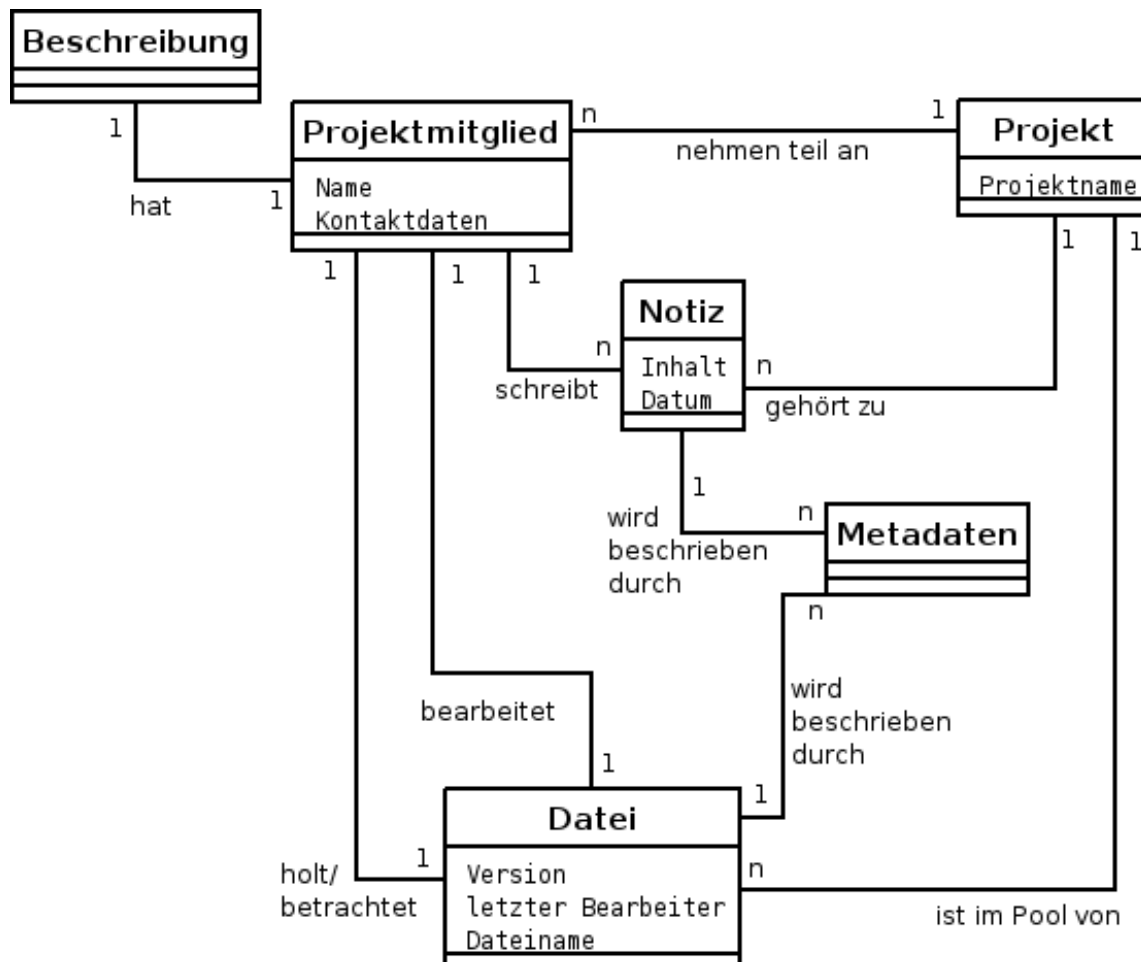 Beschreibung
1
hat
1
Projektmitglied
Name
Kontaktdaten
n
1
nehmen teil an
Projekt
Projektname
1
1
1
1
1
Notiz
Inhalt
Datum
n
schreibt
n
gehört zu
1
n
wird
beschrieben
durch
Metadaten
n
wird
beschrieben
durch
bearbeitet
1
1
Datei
Version
letzter Bearbeiter
Dateiname
1
holt/
betrachtet
n
ist im Pool von